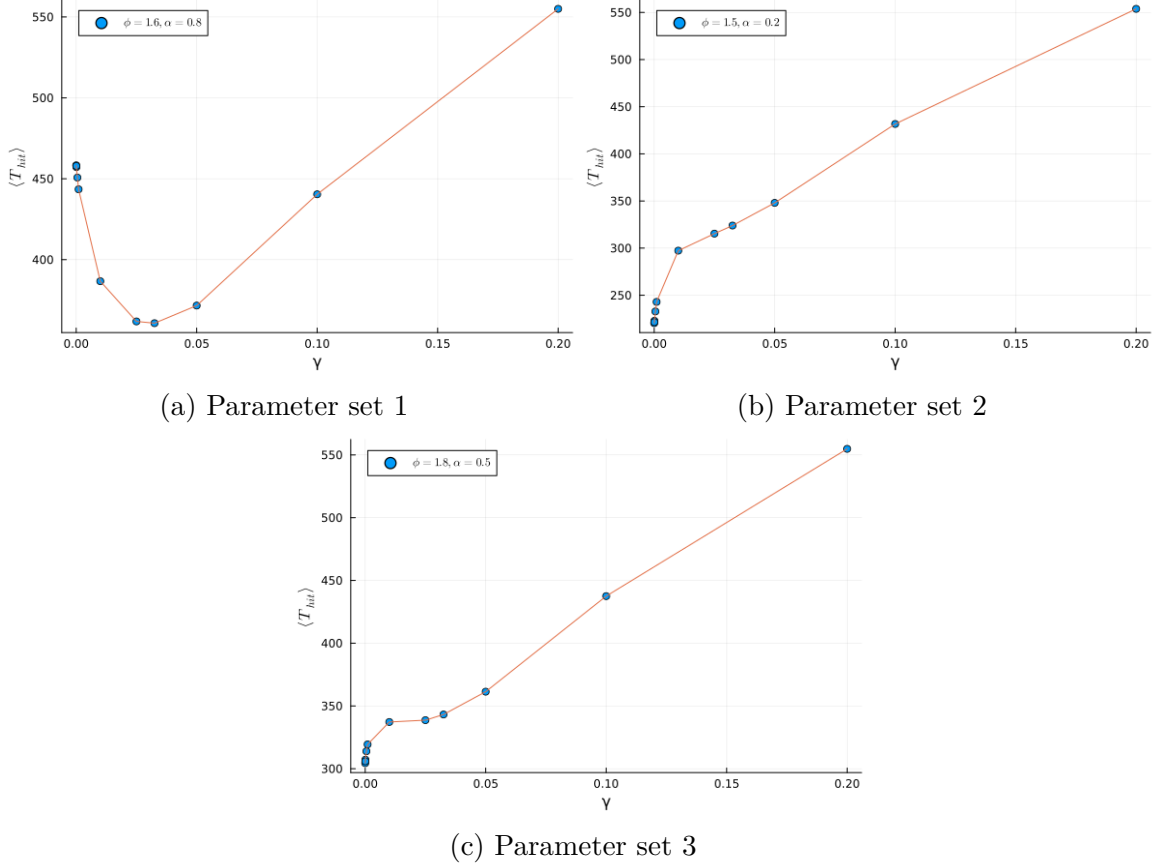 550
500
450
400
⟨T_hit⟩
ϕ = 1.6, α = 0.8
0.00 0.05 0.10 0.15 0.20
γ
(a) Parameter set 1
550
500
450
400
350
300
250
⟨T_hit⟩
ϕ = 1.5, α = 0.2
0.00 0.05 0.10 0.15 0.20
γ
(b) Parameter set 2
550
500
450
400
350
300
⟨T_hit⟩
ϕ = 1.8, α = 0.5
0.00 0.05 0.10 0.15 0.20
γ
(c) Parameter set 3